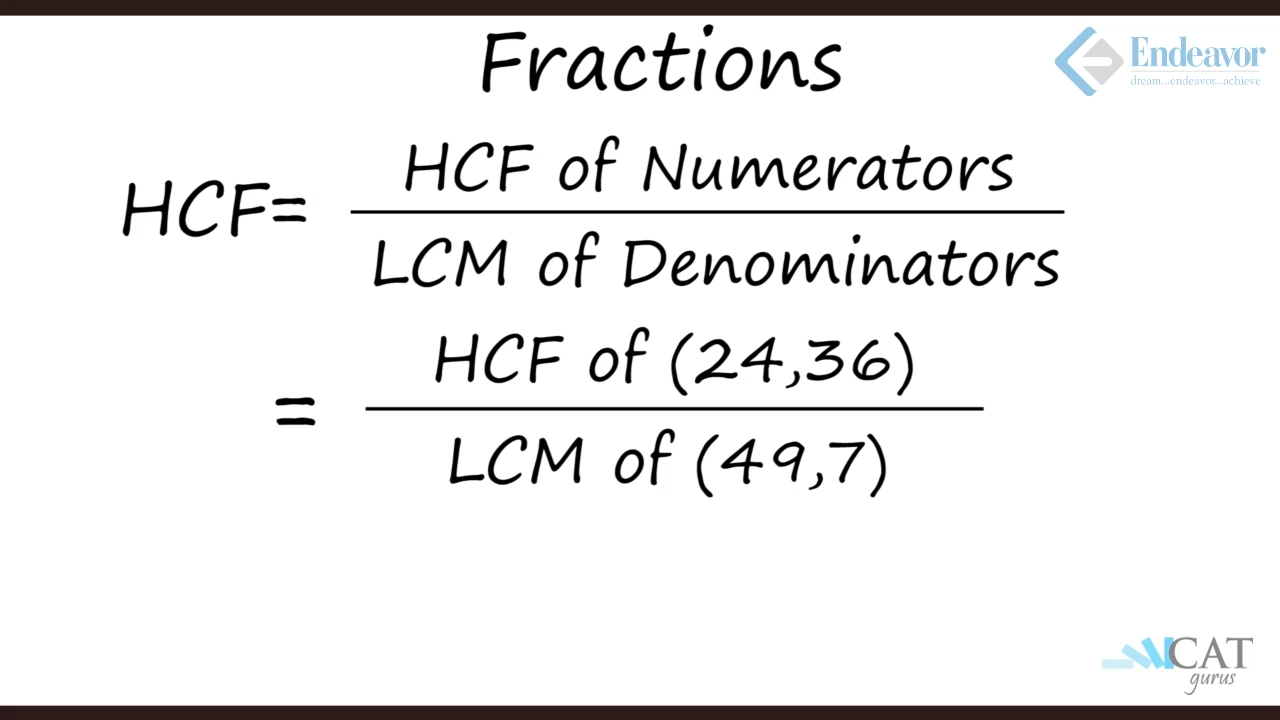 Fractions
Endeavor
dream...endeavor...achieve
HCF of Numerators
HCF=
LCM of Denominators
HCF of (24,36)
=
LCM of (49,7)
CAT
gurus